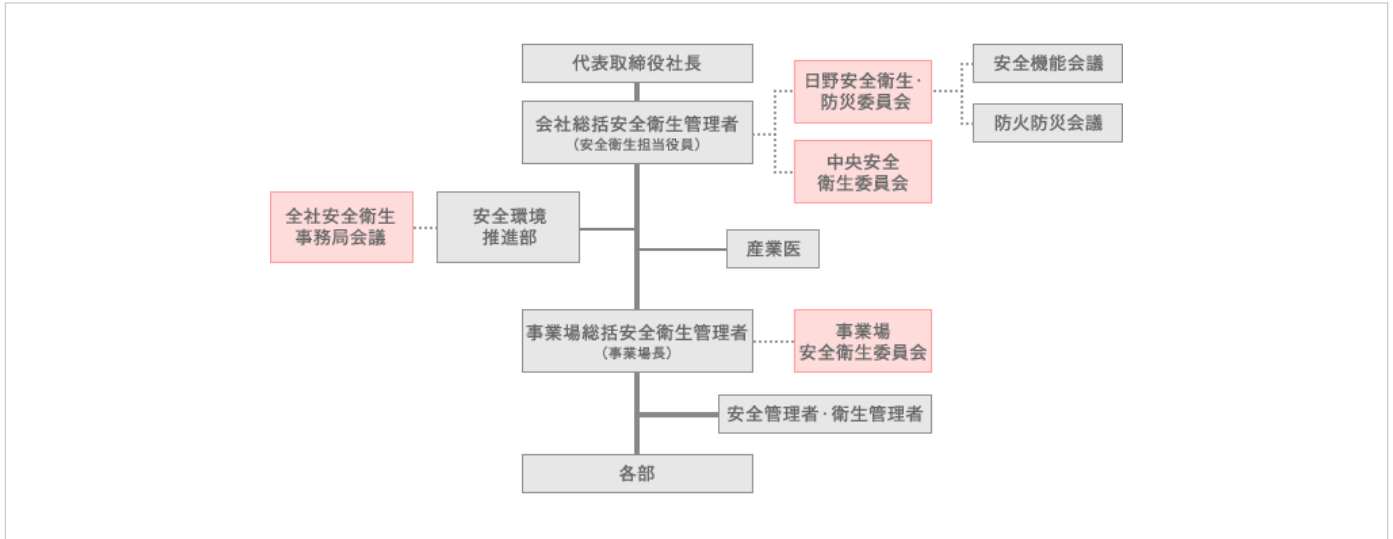 代表取締役社長
会社総括安全衛生管理者
（安全衛生担当役員）
日野安全衛生・
防災委員会
安全機能会議
防火防災会議
中央安全
衛生委員会
全社安全衛生
事務局会議
安全環境
推進部
産業医
事業場総括安全衛生管理者
（事業場長）
事業場
安全衛生委員会
安全管理者・衛生管理者
各部